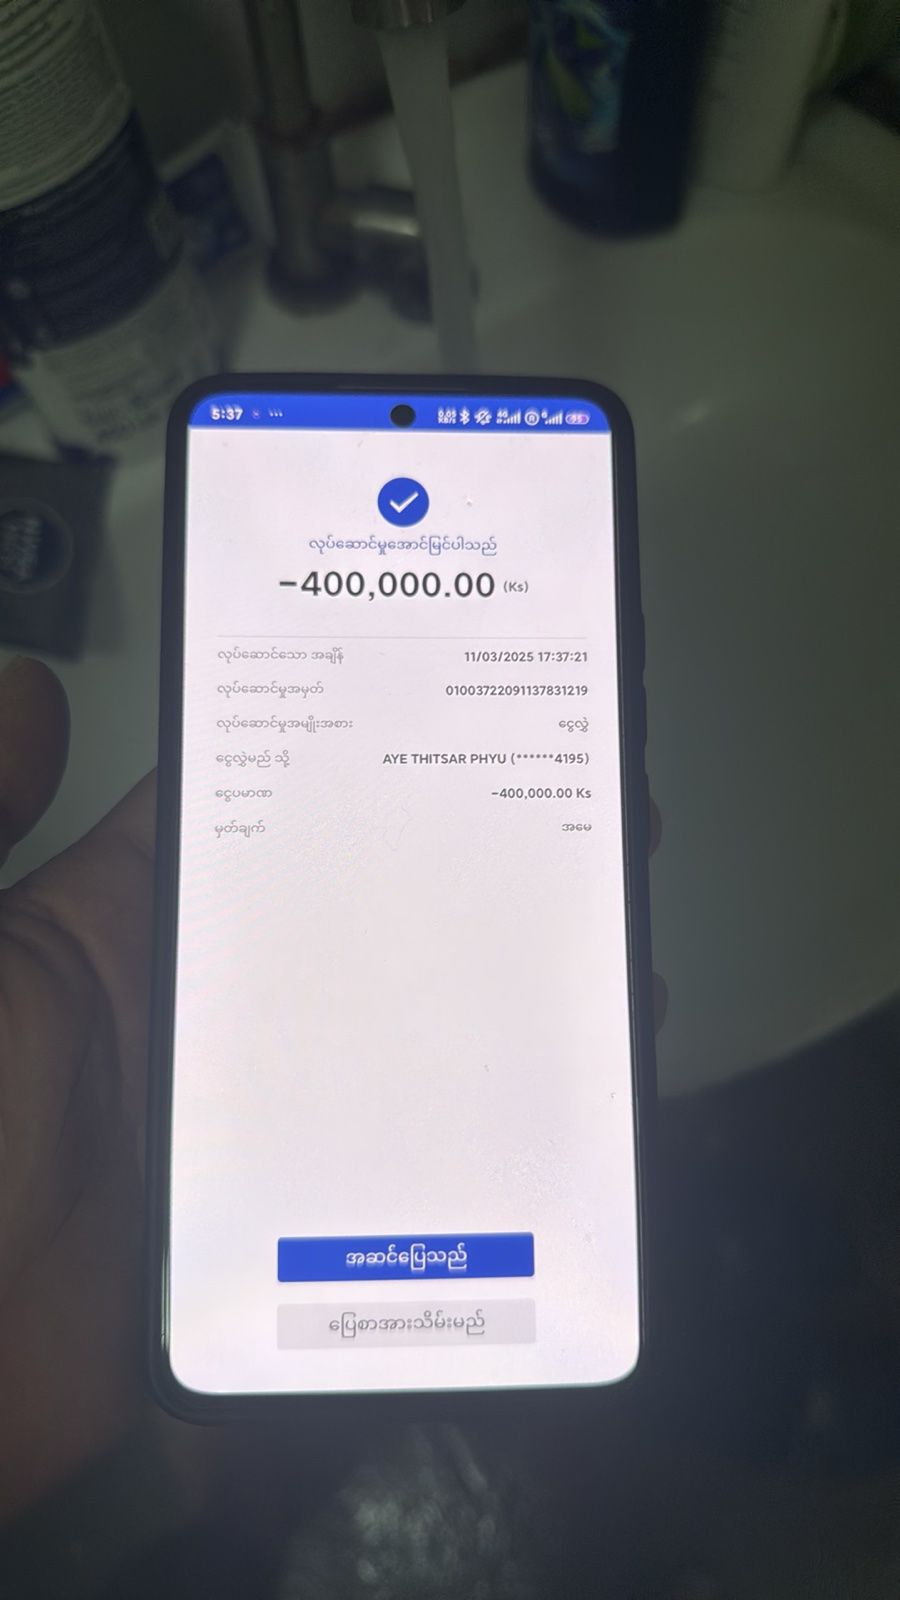 5:37
လုပ်ဆောင်မှုအောင်မြင်ပါသည်
-400,000.00 (Ks)
လုပ်ဆောင်သော အချိန် 11/03/2025 17:37:21
လုပ်ဆောင်မှုအမှတ် 01003722091137831219
လုပ်ဆောင်မှုအမျိုးအစား ငွေလွှဲ
ငွေလွှဲမည် သို့ AYE THITSAR PHYU (******4195)
ငွေပမာဏ -400,000.00 Ks
မှတ်ချက် အမေ
အဆင်ပြေသည်
ပြေစာအားသိမ်းမည်